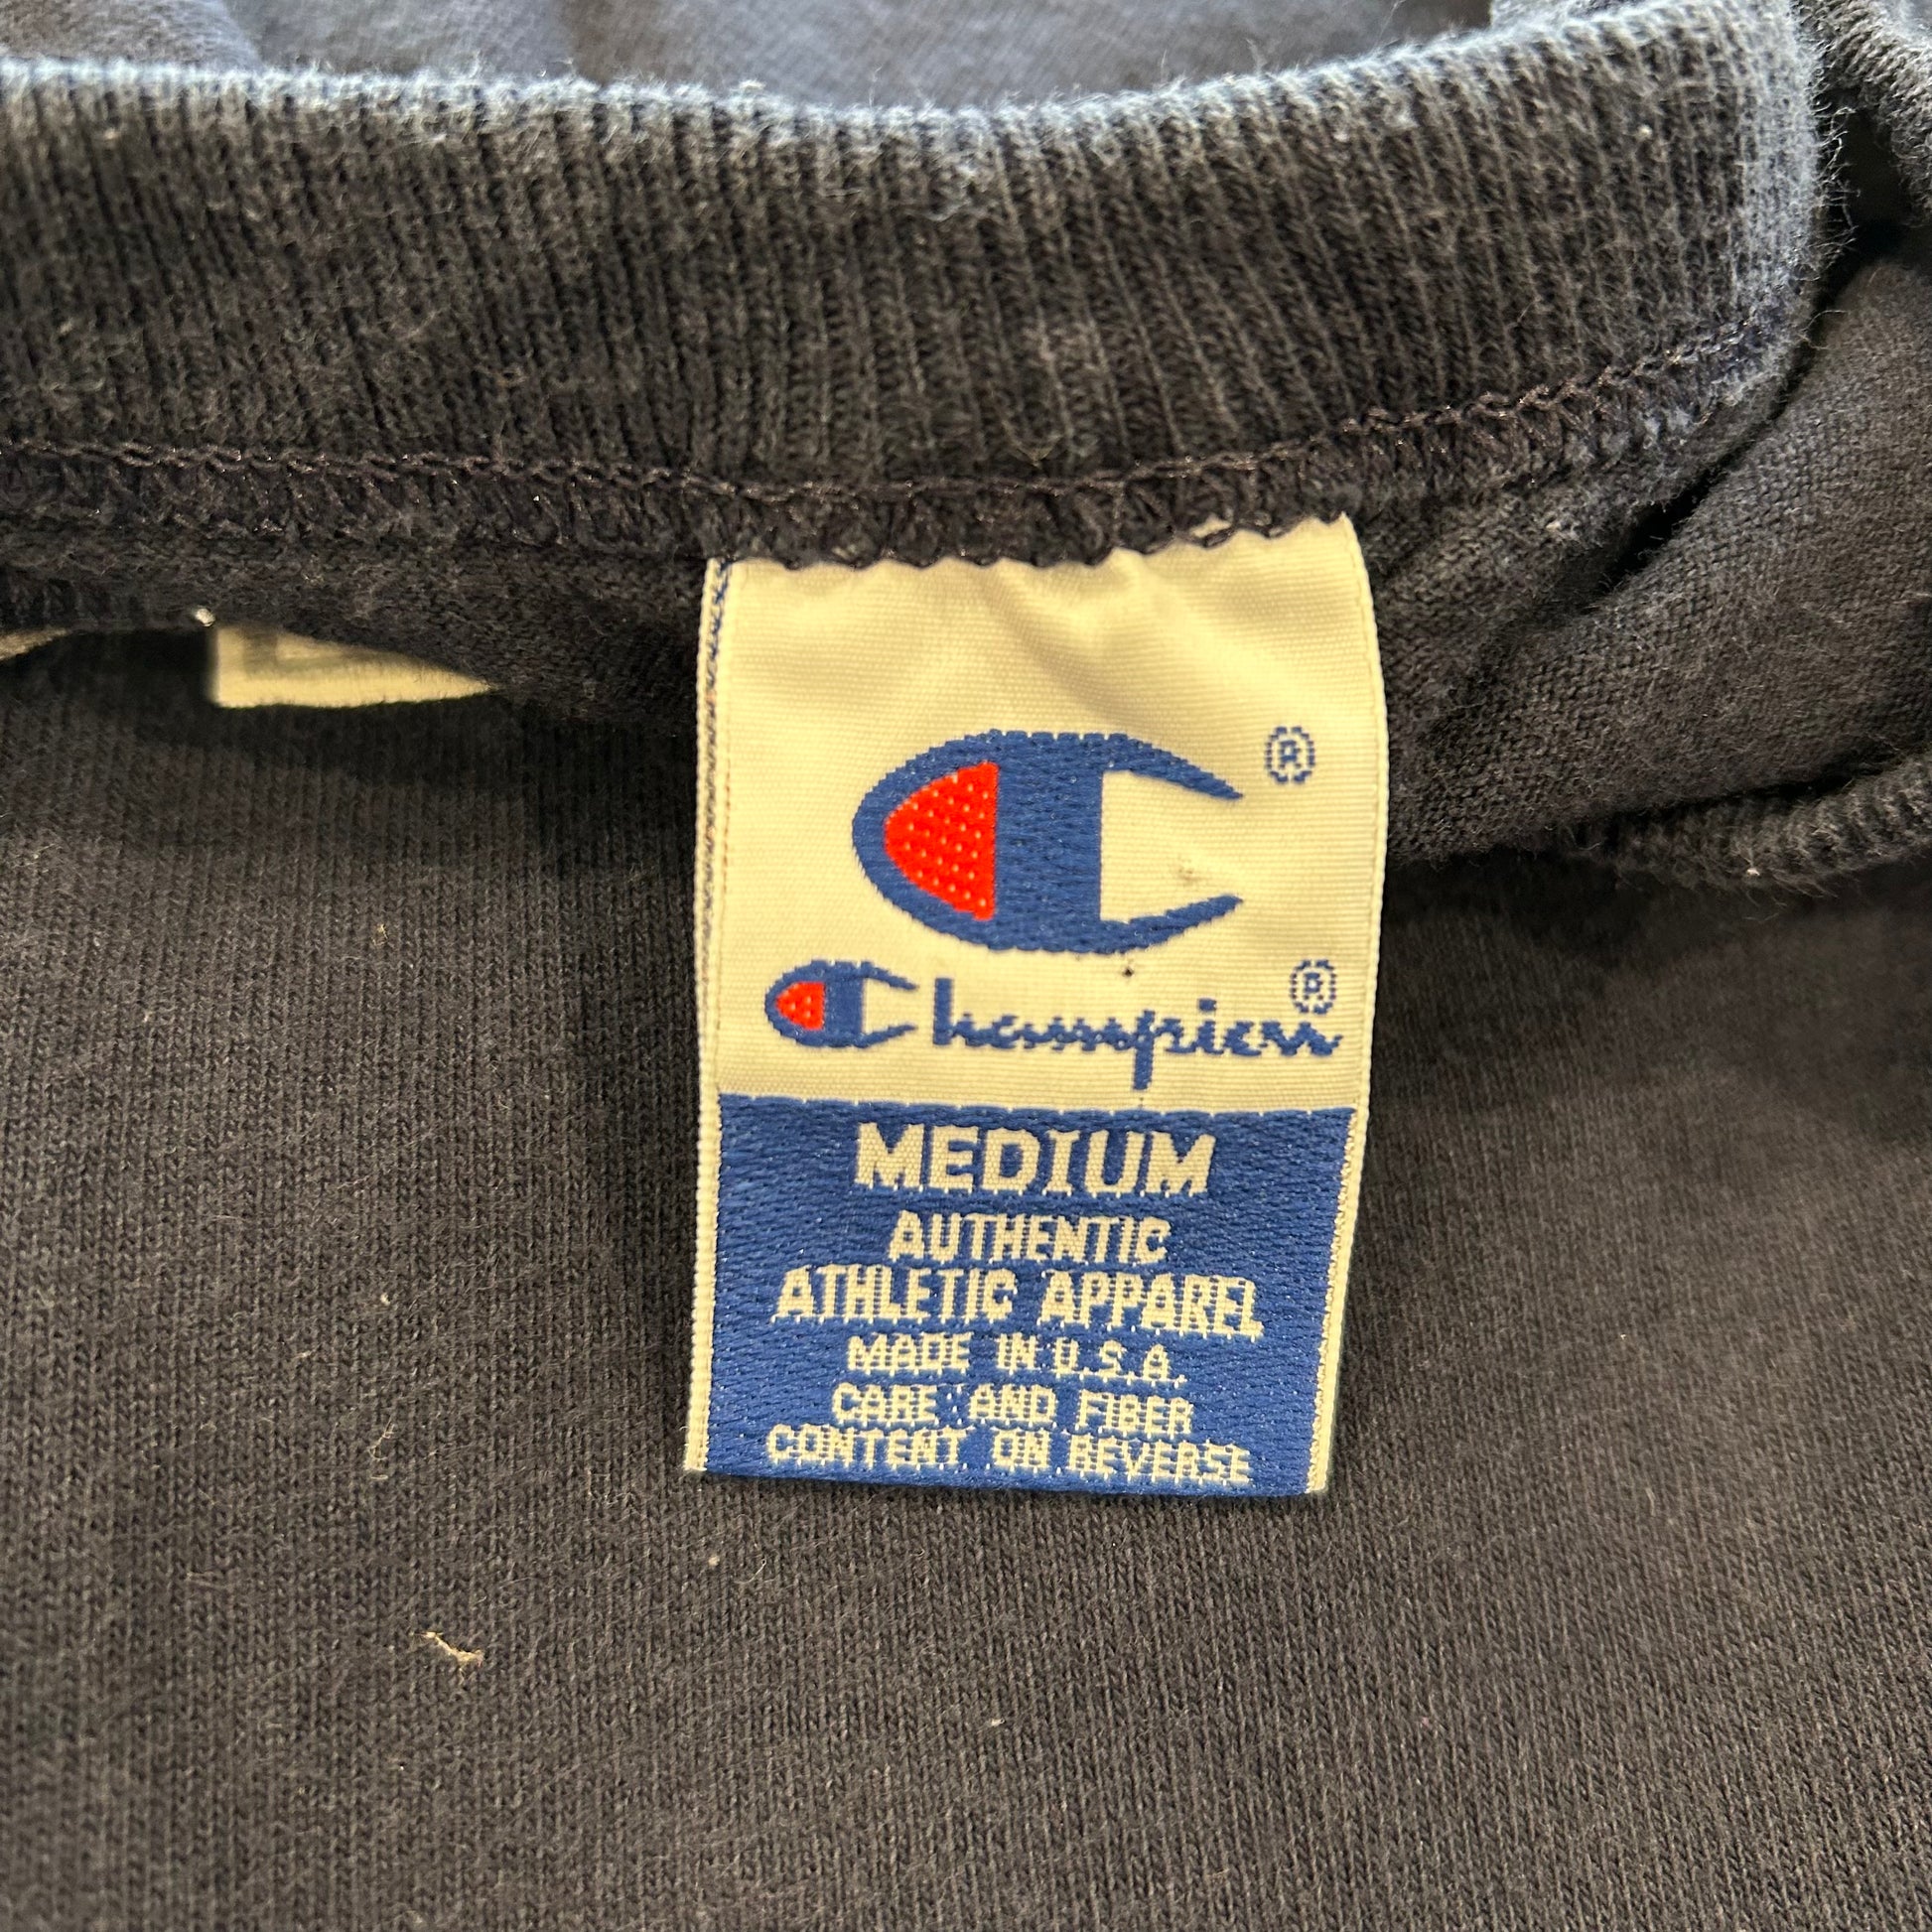 ®
Champion®
MEDIUM
AUTHENTIC
ATHLETIC APPAREL
MADE IN U.S.A.
CARE AND FIBER
CONTENT ON REVERSE